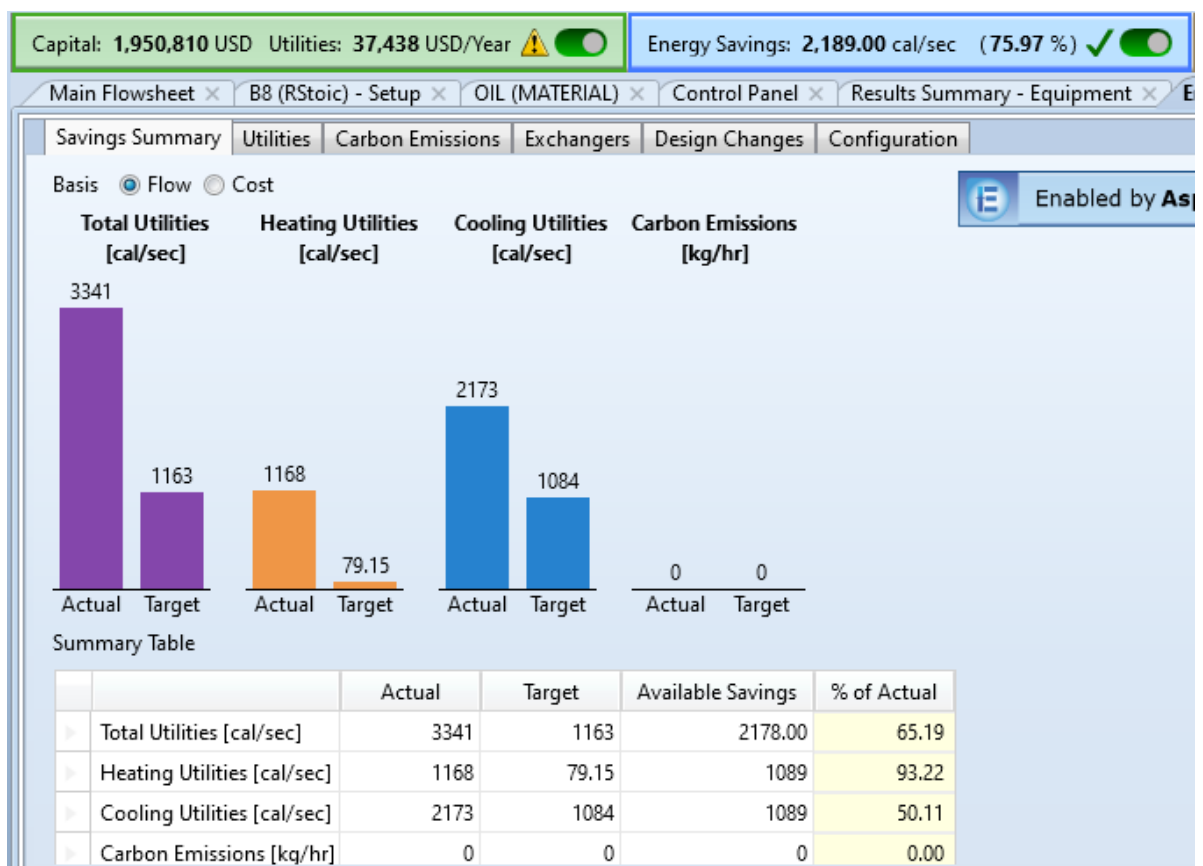 Capital: 1,950,810 USD Utilities: 37,438 USD/Year Energy Savings: 2,189.00 cal/sec (75.97 %)
Main Flowsheet B8 (RStoic) - Setup OIL (MATERIAL) Control Panel Results Summary - Equipment
Savings Summary Utilities Carbon Emissions Exchangers Design Changes Configuration
Basis Flow Cost
Enabled by
Total Utilities Heating Utilities Cooling Utilities Carbon Emissions
[cal/sec] [cal/sec] [cal/sec] [kg/hr]
3341
2173
1163 1168 1084
79.15 0 0
Actual Target Actual Target Actual Target Actual Target
Summary Table
Actual Target Available Savings % of Actual
Total Utilities [cal/sec] 3341 1163 2178.00 65.19
Heating Utilities [cal/sec] 1168 79.15 1089 93.22
Cooling Utilities [cal/sec] 2173 1084 1089 50.11
Carbon Emissions [kg/hr] 0 0 0 0.00